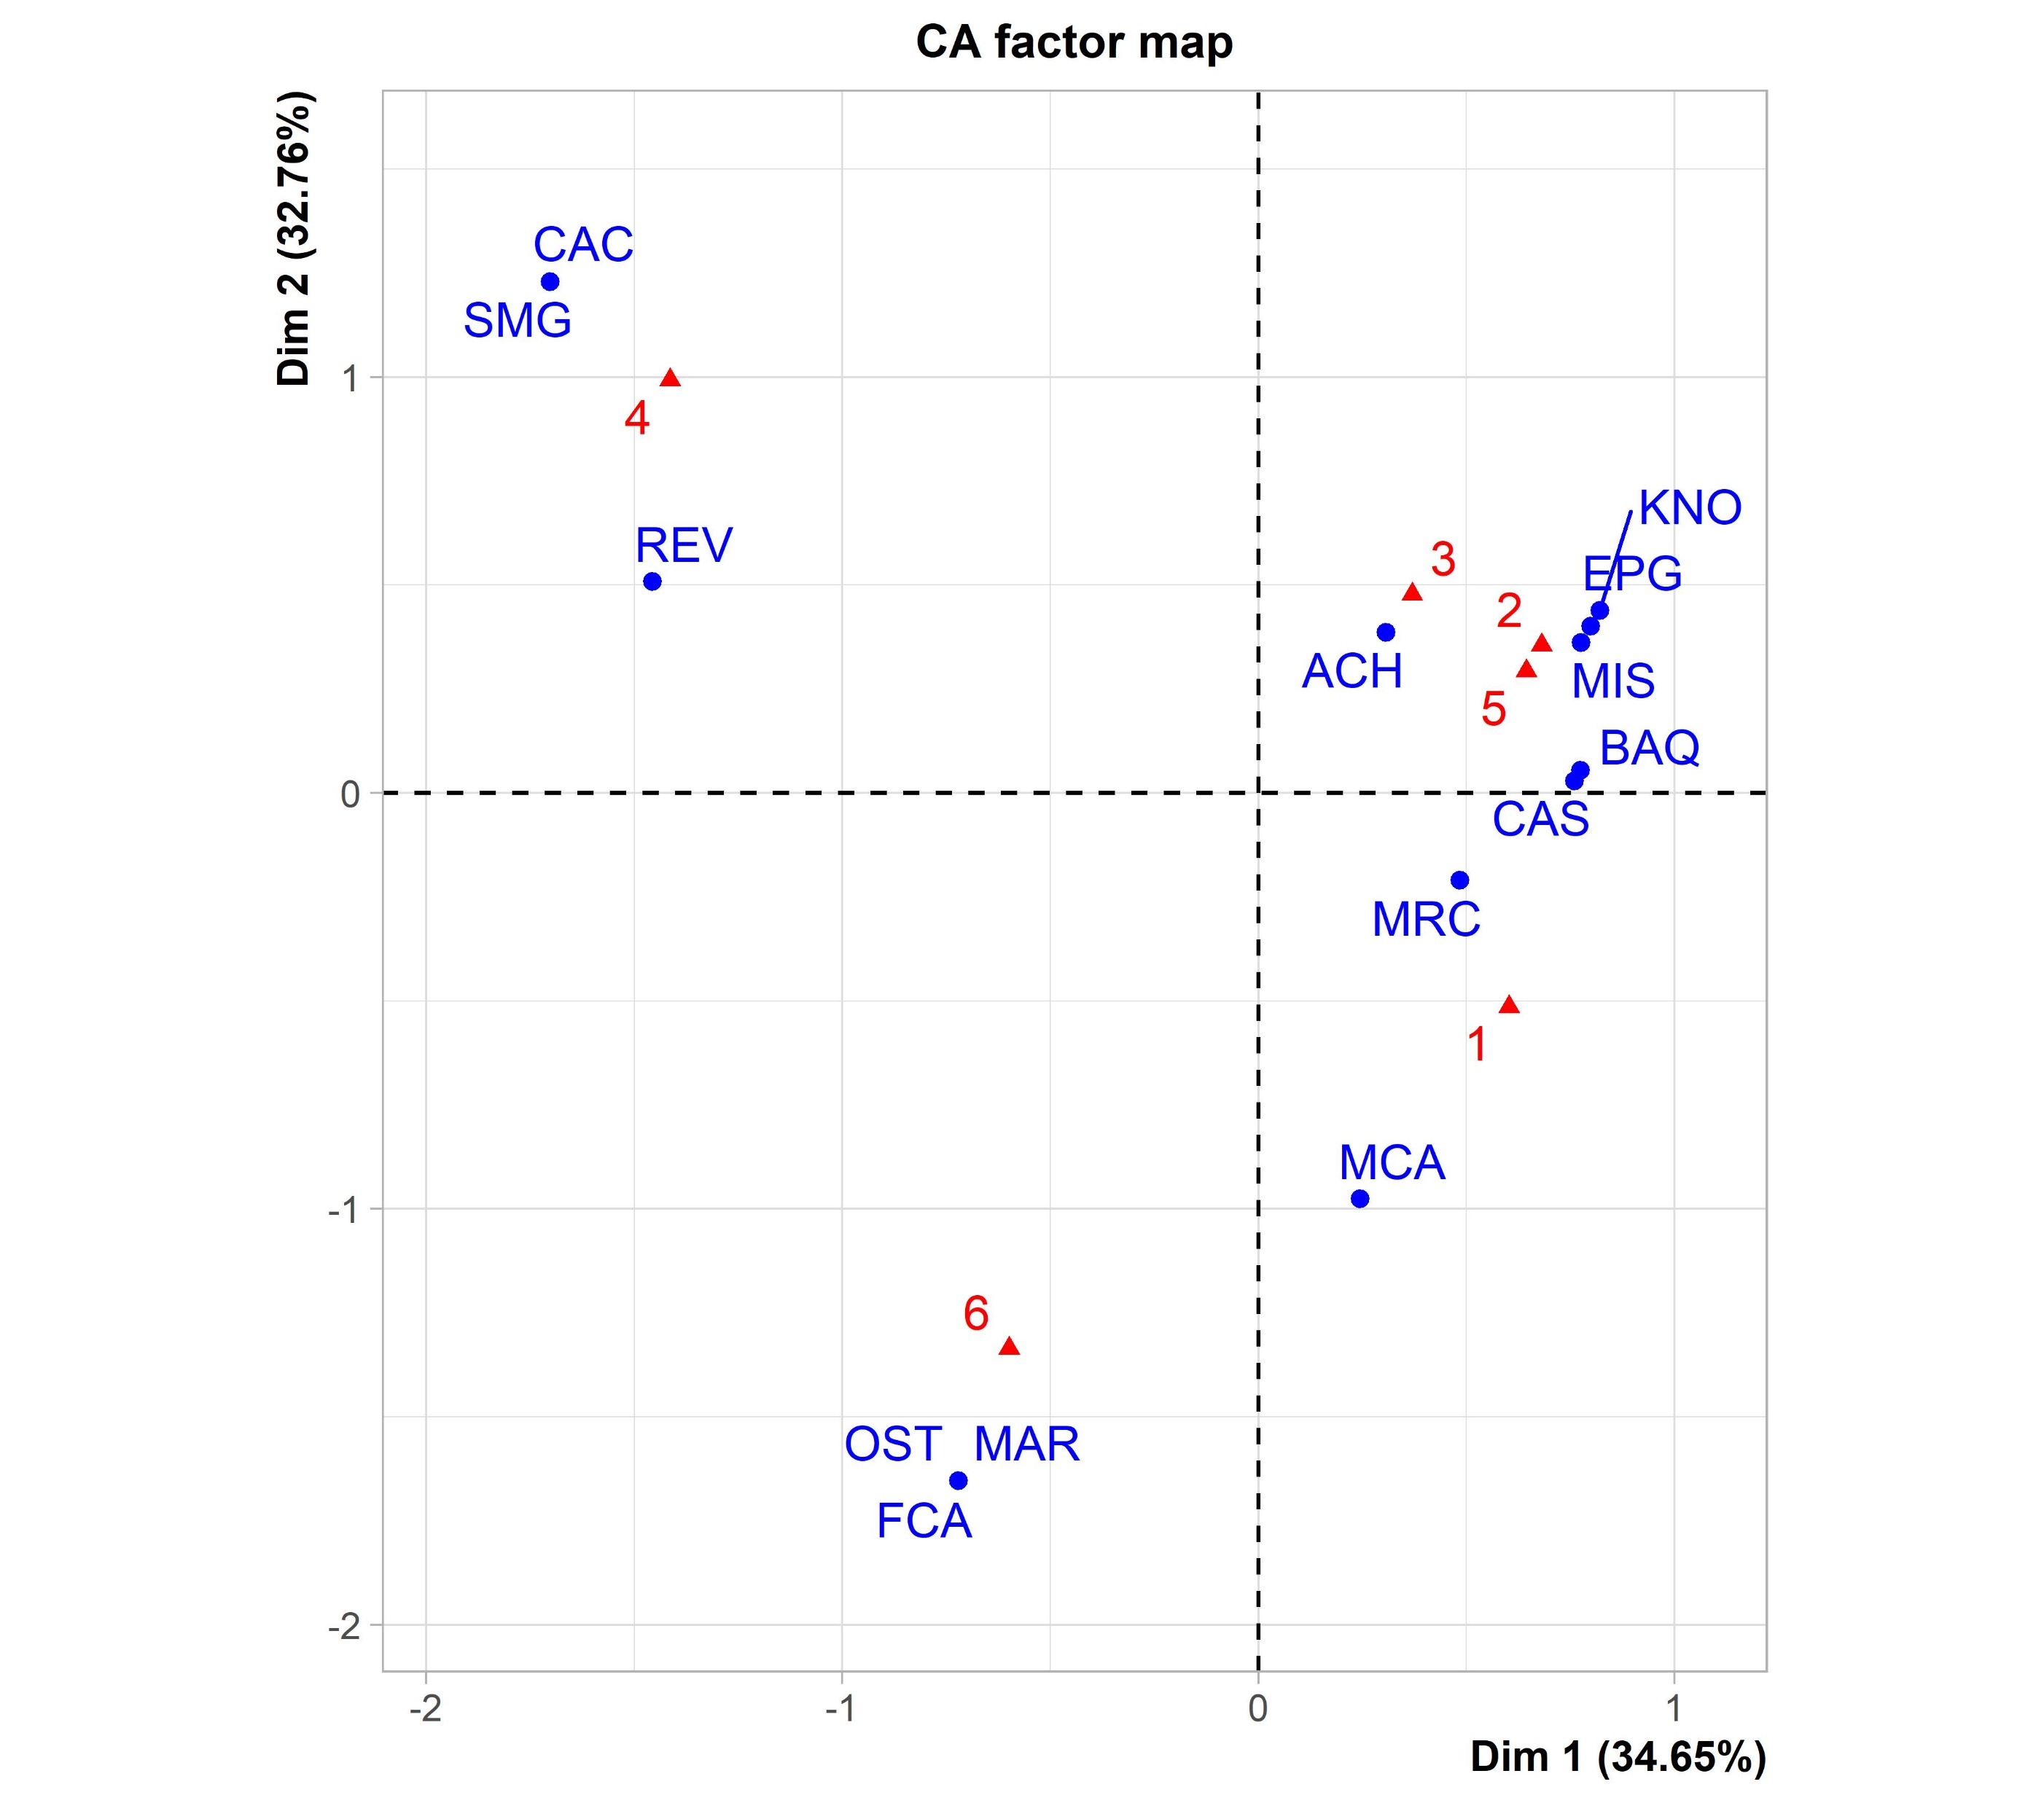 CA factor map
Dim 2 (32.76%)
CAC
SMG
1
4
KNO
REV
3
EPG
2
ACH
MIS
5
BAQ
0
CAS
MRC
1
MCA
-1
6
OST MAR
FCA
-2
-2 -1 0 1
Dim 1 (34.65%)